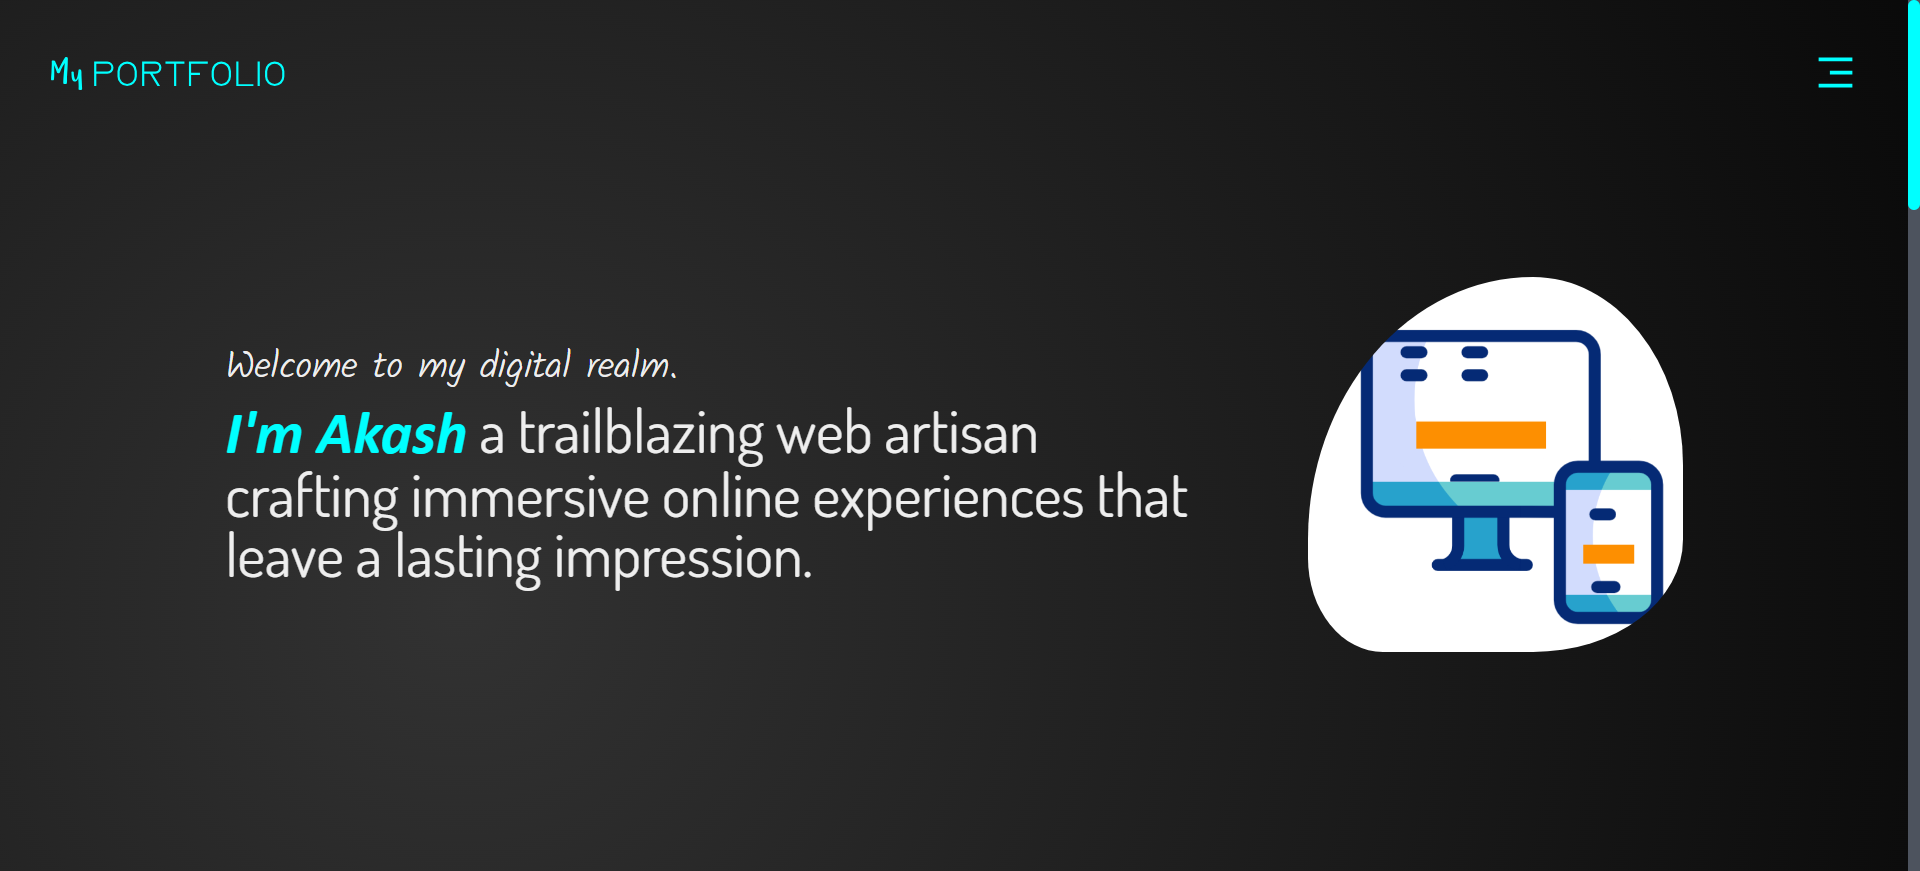 My PORTFOLIO
Welcome to my digital realm.
I'm Akash a trailblazing web artisan
crafting immersive online experiences that
leave a lasting impression.